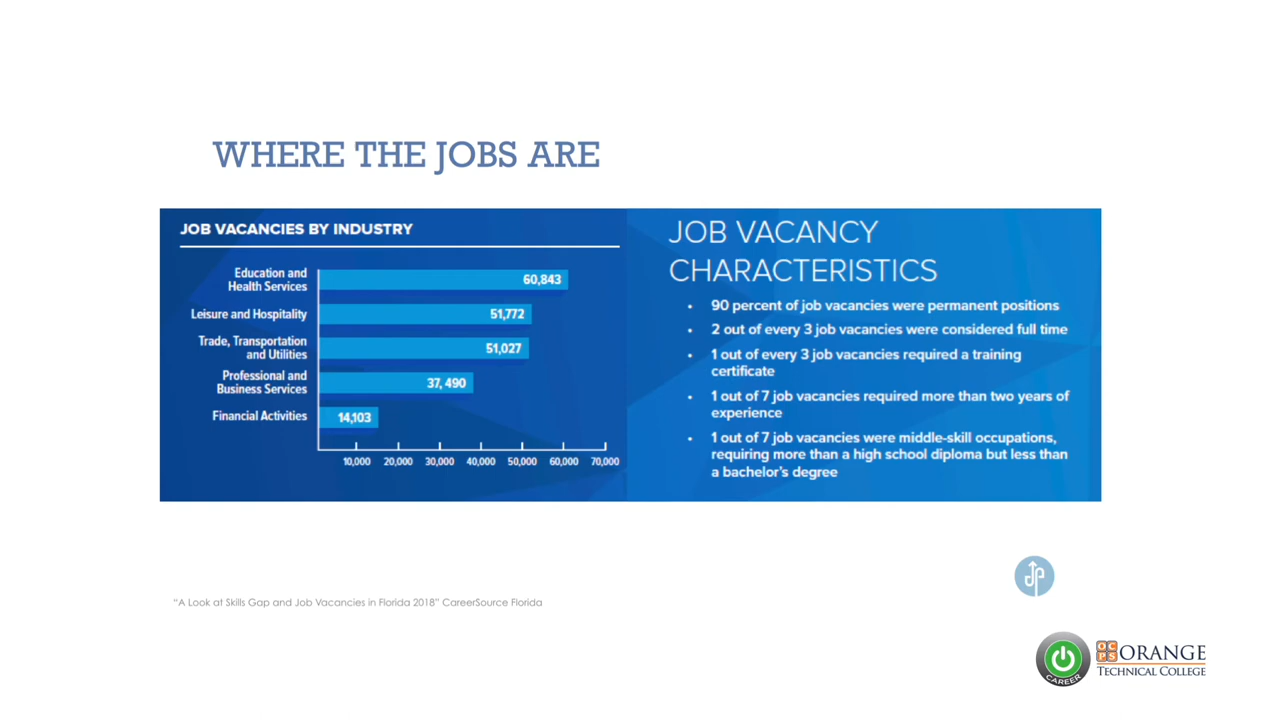 WHERE THE JOBS ARE
JOB VACANCIES BY INDUSTRY
Education and
Health Services
60,843
Leisure and Hospitality
51,772
Trade, Transportation
and Utilities
51,027
Professional and
Business Services
37, 490
Financial Activities
14,103
10,000 20,000 30,000 40,000 50,000 60,000 70,000
JOB VACANCY
CHARACTERISTICS
• 90 percent of job vacancies were permanent positions
• 2 out of every 3 job vacancies were considered full time
• 1 out of every 3 job vacancies required a training
certificate
• 1 out of 7 job vacancies required more than two years of
experience
• 1 out of 7 job vacancies were middle-skill occupations,
requiring more than a high school diploma but less than
a bachelor's degree
"A Look at Skills Gap and Job Vacancies in Florida 2018" CareerSource Florida
JP
CAREER
OCPS
ORANGE
TECHNICAL COLLEGE